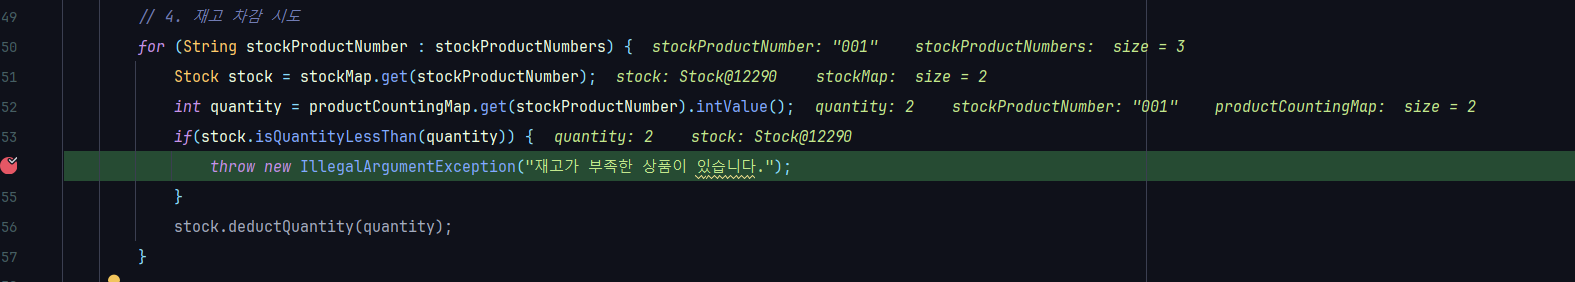 49 // 4. 재고 차감 시도
50 for (String stockProductNumber : stockProductNumbers) { stockProductNumber: "001" stockProductNumbers: size = 3
51 Stock stock = stockMap.get(stockProductNumber); stock: Stock@12290 stockMap: size = 2
52 int quantity = productCountingMap.get(stockProductNumber).intValue(); quantity: 2 stockProductNumber: "001" productCountingMap: size = 2
53 if(stock.isQuantityLessThan(quantity)) { quantity: 2 stock: Stock@12290
throw new IllegalArgumentException("재고가 부족한 상품이 있습니다.");
55 }
56 stock.deductQuantity(quantity);
57 }